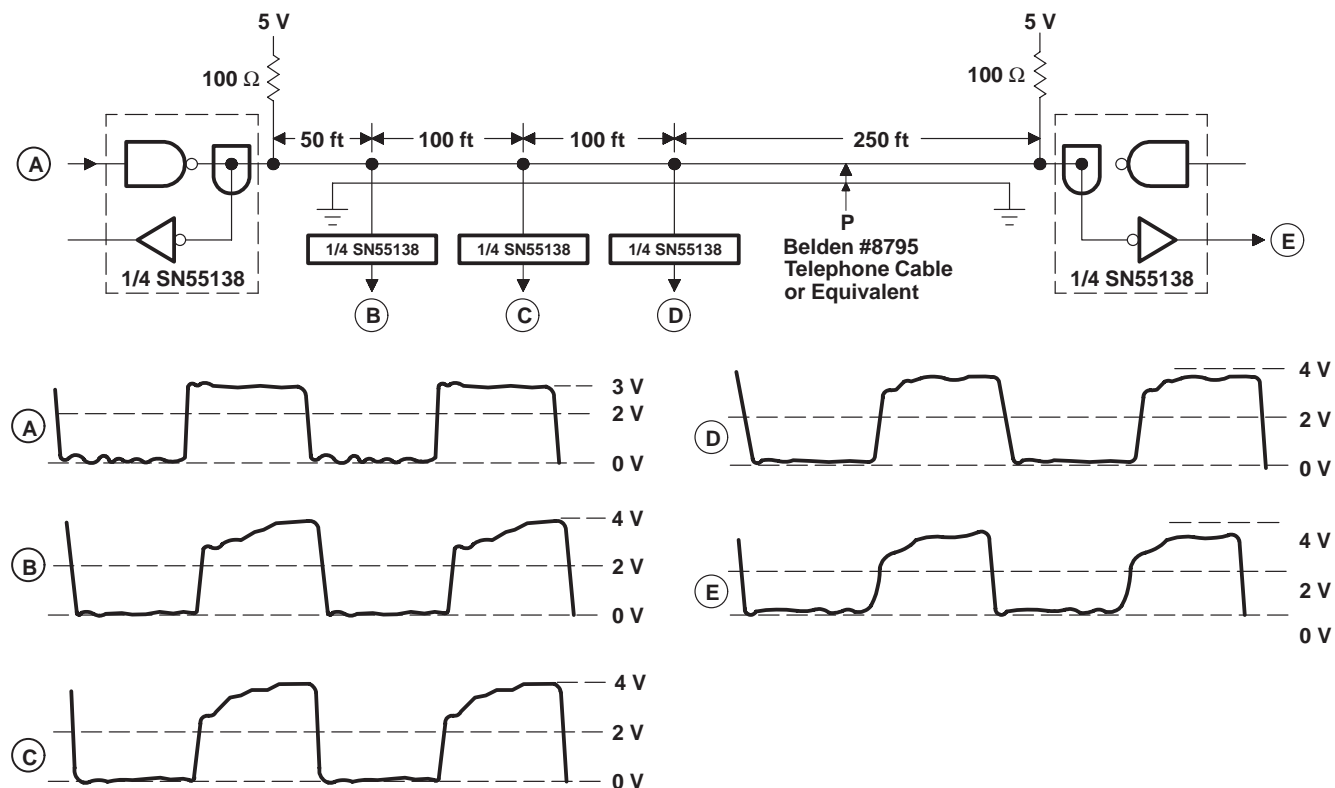 5 V
5 V
100 Ω
100 Ω
50 ft
100 ft
100 ft
250 ft
A
1/4 SN55138
1/4 SN55138
1/4 SN55138
P
Belden #8795
Telephone Cable
or Equivalent
E
1/4 SN55138
1/4 SN55138
B
C
D
A
3 V
2 V
0 V
B
4 V
2 V
0 V
C
4 V
2 V
0 V
D
4 V
2 V
0 V
E
4 V
2 V
0 V